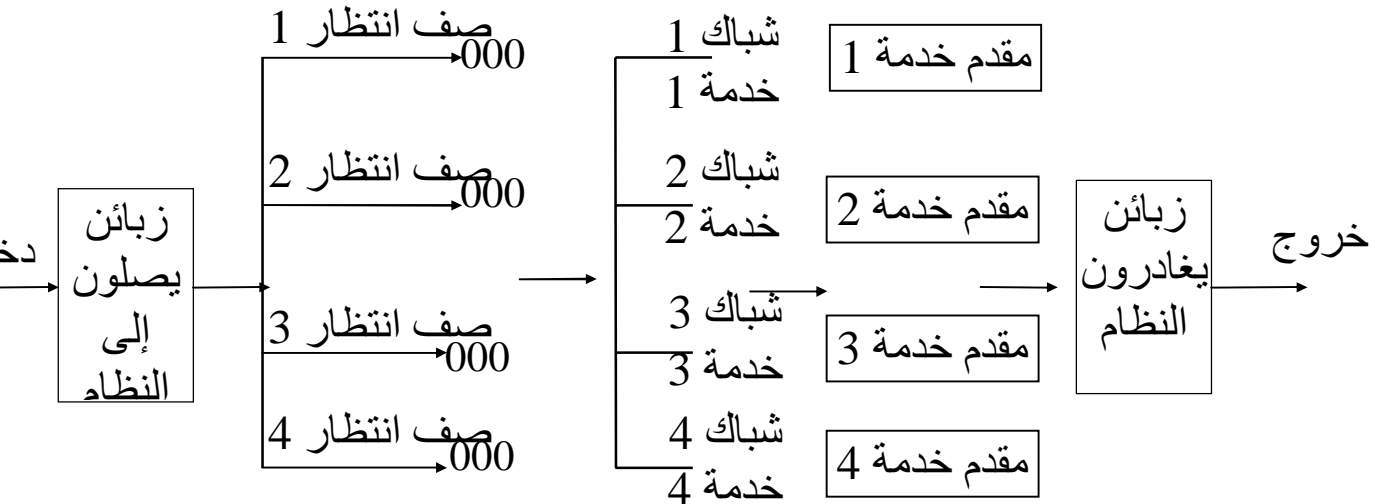 صف انتظار 1
000
شباك 1
خدمة 1
مقدم خدمة 1
صف انتظار 2
000
شباك 2
خدمة 2
مقدم خدمة 2
زبائن
يصلون
إلى
النظام
صف انتظار 3
000
شباك 3
خدمة 3
مقدم خدمة 3
زبائن
يغادرون
النظام
خروج
صف انتظار 4
000
شباك 4
خدمة 4
مقدم خدمة 4